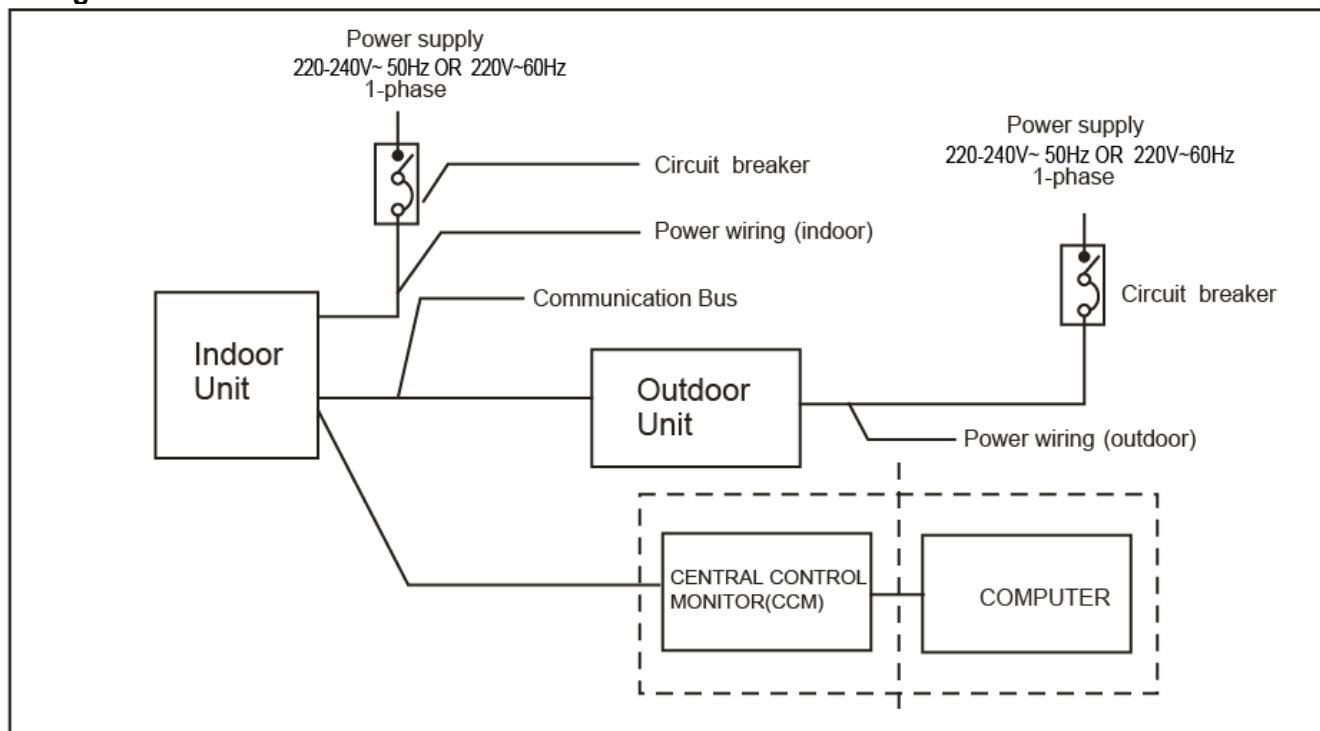 Power supply
220-240V~ 50Hz OR 220V~60Hz
1-phase
Power supply
220-240V~ 50Hz OR 220V~60Hz
1-phase
Circuit breaker
Power wiring (indoor)
Circuit breaker
Communication Bus
Indoor
Unit
Outdoor
Unit
Power wiring (outdoor)
CENTRAL CONTROL
MONITOR(CCM)
COMPUTER